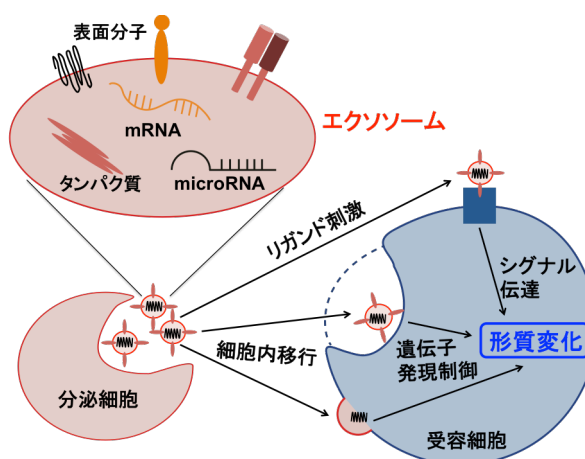 表面分子
エクソソーム
mRNA
タンパク質
microRNA
リガンド刺激
シグナル
伝達
細胞内移行
遺伝子
発現制御
形質変化
分泌細胞
受容細胞